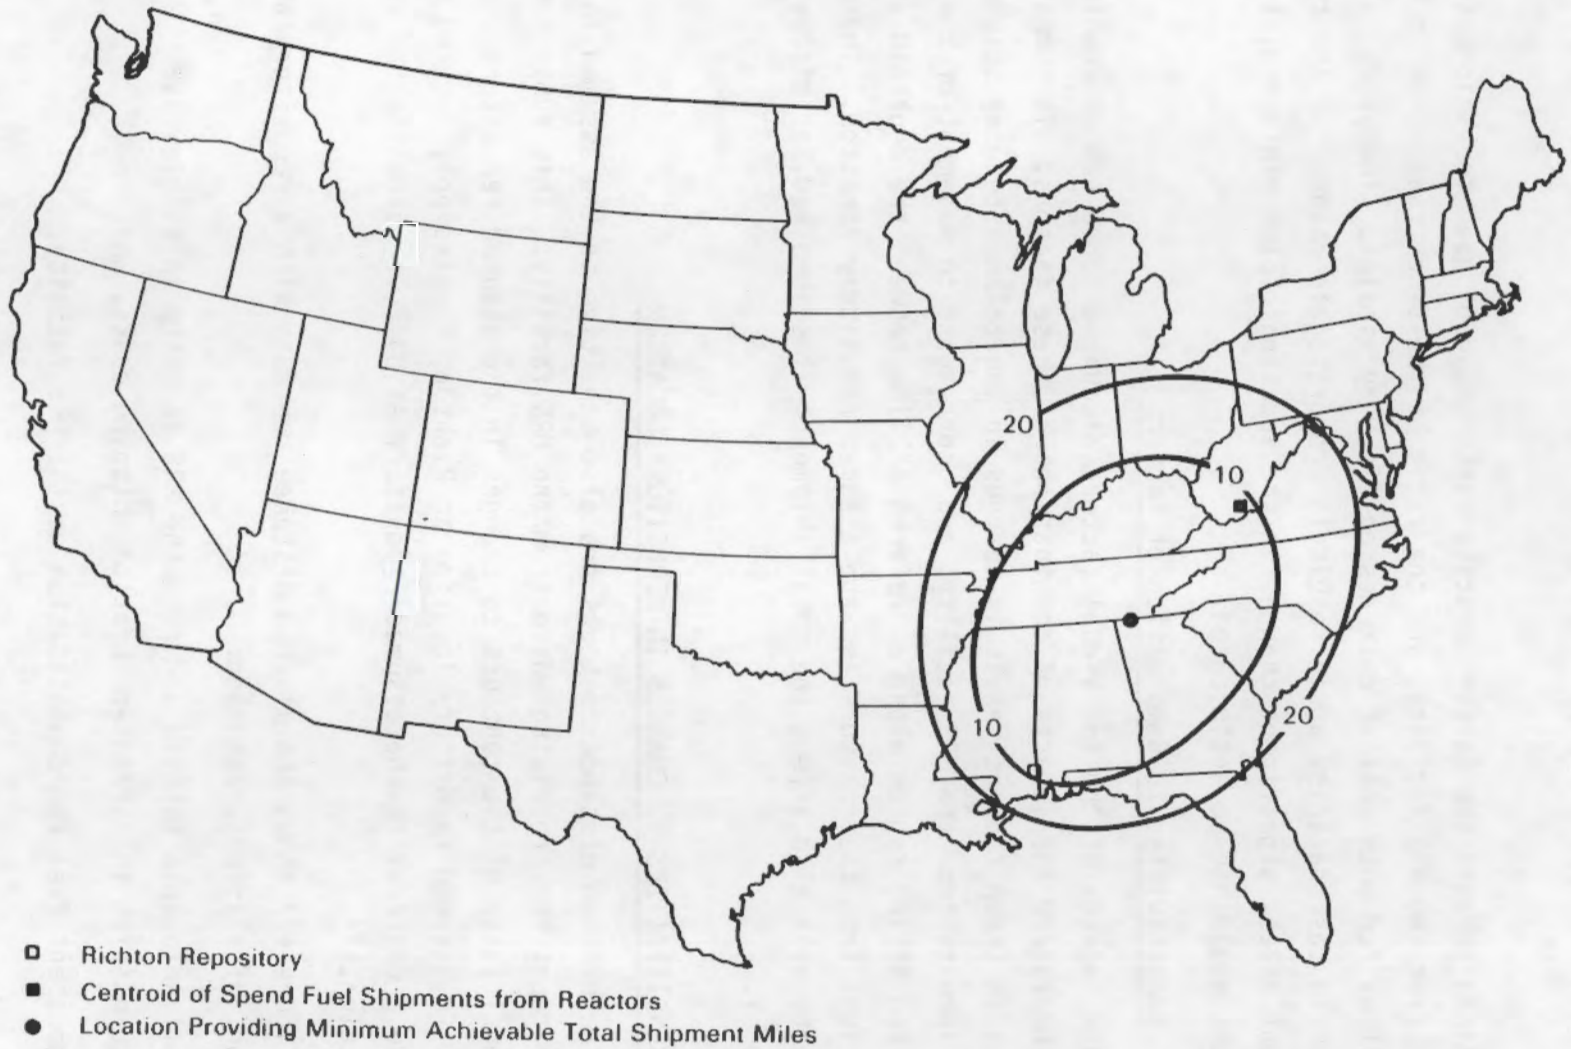 20
10
10
20
Richton Repository
Centroid of Spend Fuel Shipments from Reactors
Location Providing Minimum Achievable Total Shipment Miles